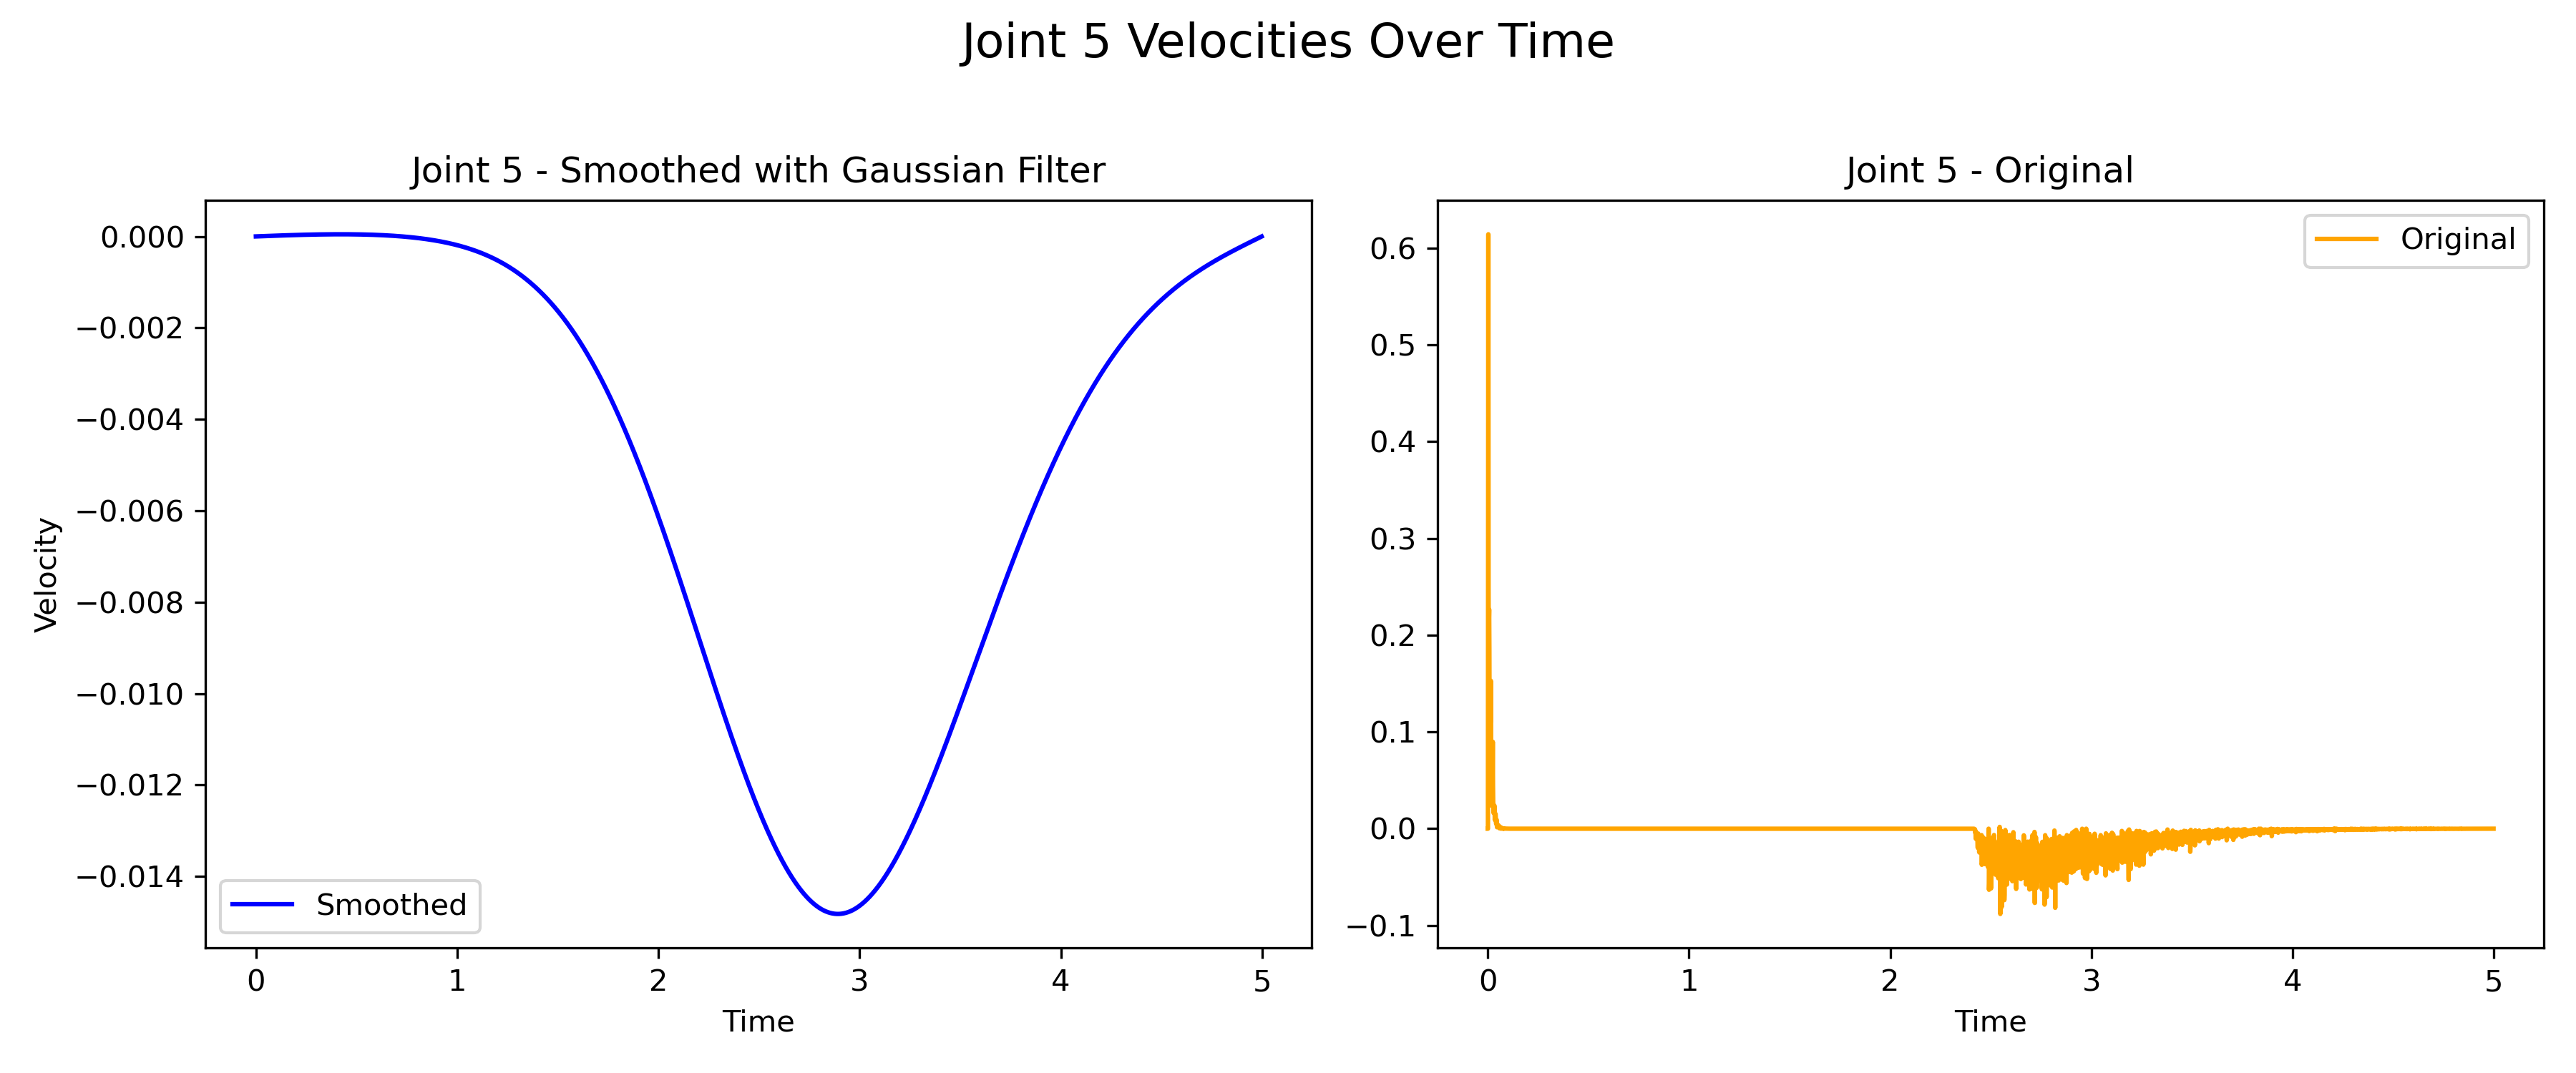 Joint 5 Velocities Over Time
Joint 5 - Smoothed with Gaussian Filter
0.000
−0.002
−0.004
−0.006
−0.008
−0.010
−0.012
−0.014
Velocity
Smoothed
0 1 2 3 4 5
Time
Joint 5 - Original
Original
0.6
0.5
0.4
0.3
0.2
0.1
0.0
−0.1
0 1 2 3 4 5
Time